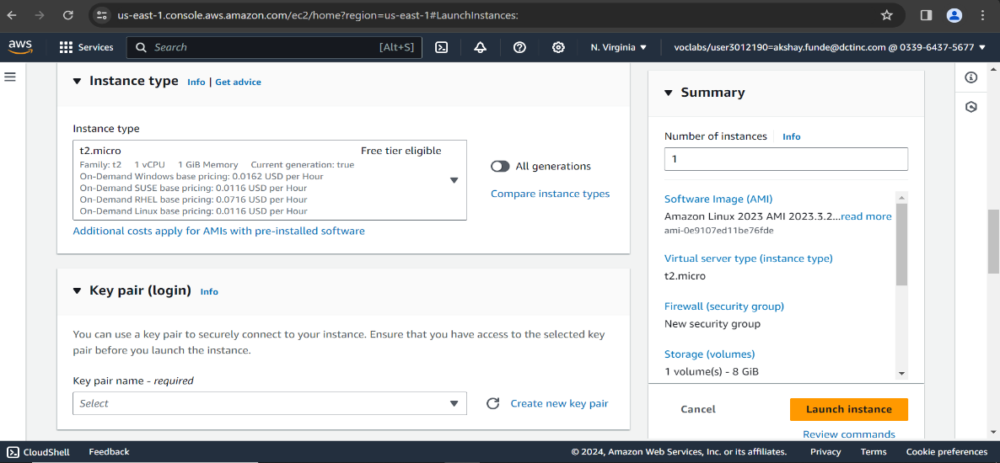 us-east-1.console.aws.amazon.com/ec2/home?region=us-east-1#LaunchInstances:
aws
Services
Search
[Alt+S]
N. Virginia
voclabs/user3012190=akshay.funde@dctinc.com @ 0339-6437-5677
Instance type Info | Get advice
Instance type
t2.micro Free tier eligible
Family: t2 1 vCPU 1 GiB Memory Current generation: true
On-Demand Windows base pricing: 0.0162 USD per Hour
On-Demand SUSE base pricing: 0.0116 USD per Hour
On-Demand RHEL base pricing: 0.0716 USD per Hour
On-Demand Linux base pricing: 0.0116 USD per Hour
All generations
Compare instance types
Additional costs apply for AMIs with pre-installed software
Key pair (login) Info
You can use a key pair to securely connect to your instance. Ensure that you have access to the selected key
pair before you launch the instance.
Key pair name - required
Select
Create new key pair
Summary
Number of instances Info
1
Software Image (AMI)
Amazon Linux 2023 AMI 2023.3.2...read more
ami-0e9107ed11be76fde
Virtual server type (instance type)
t2.micro
Firewall (security group)
New security group
Storage (volumes)
1 volume(s) - 8 GiB
Cancel
Launch instance
Review commands
CloudShell
Feedback
© 2024, Amazon Web Services, Inc. or its affiliates.
Privacy
Terms
Cookie preferences